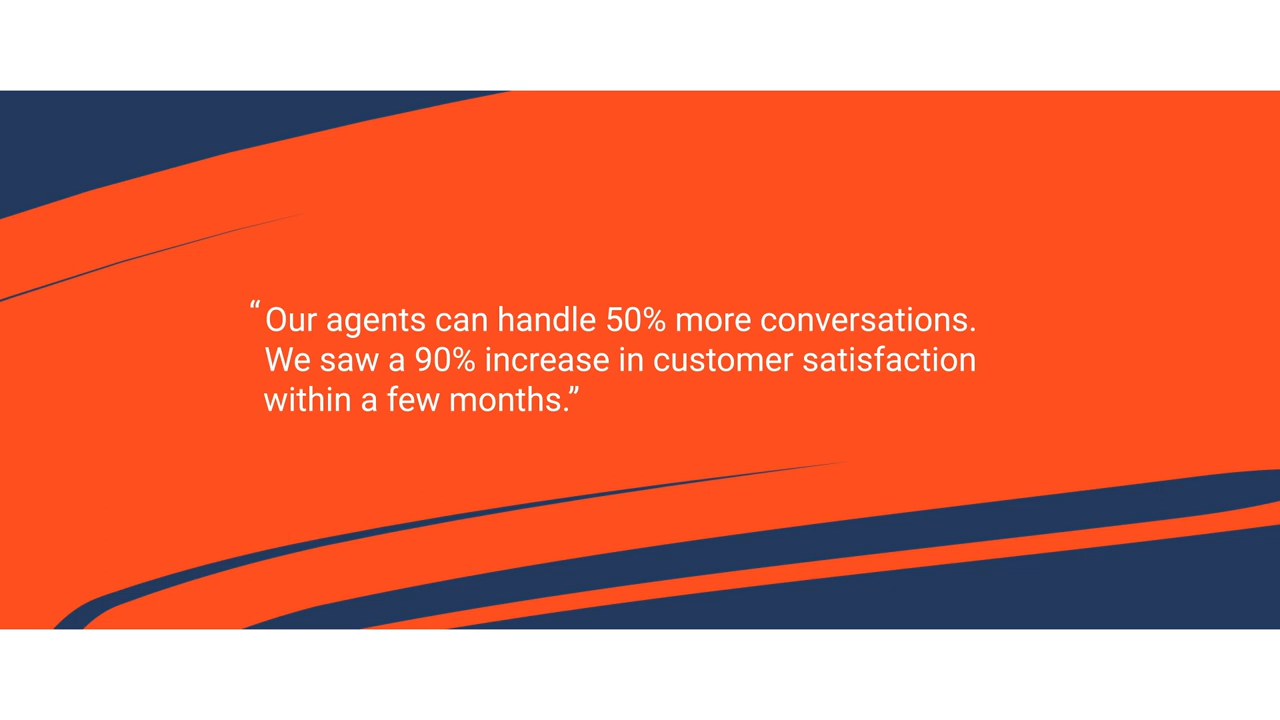 “Our agents can handle 50% more conversations.
We saw a 90% increase in customer satisfaction
within a few months.”